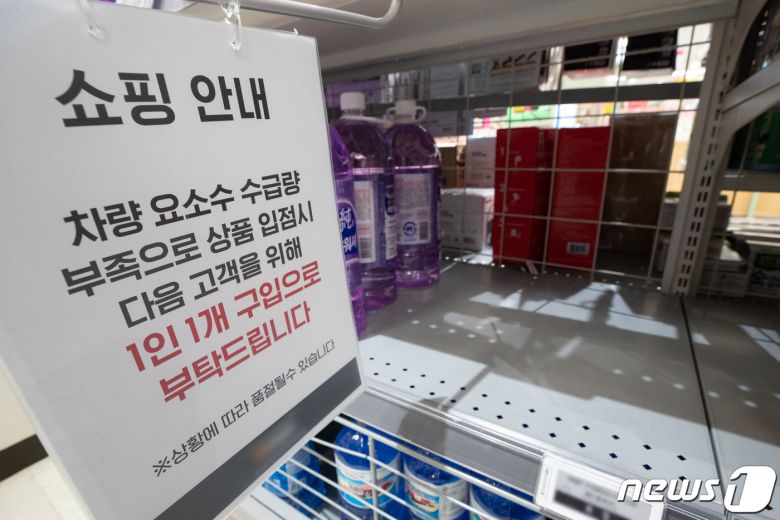 쇼핑 안내
차량 요소수 수급량
부족으로 상품 입점시
다음 고객을 위해
1인 1개 구입으로
부탁드립니다
※상황에 따라 품절될수 있습니다
news1